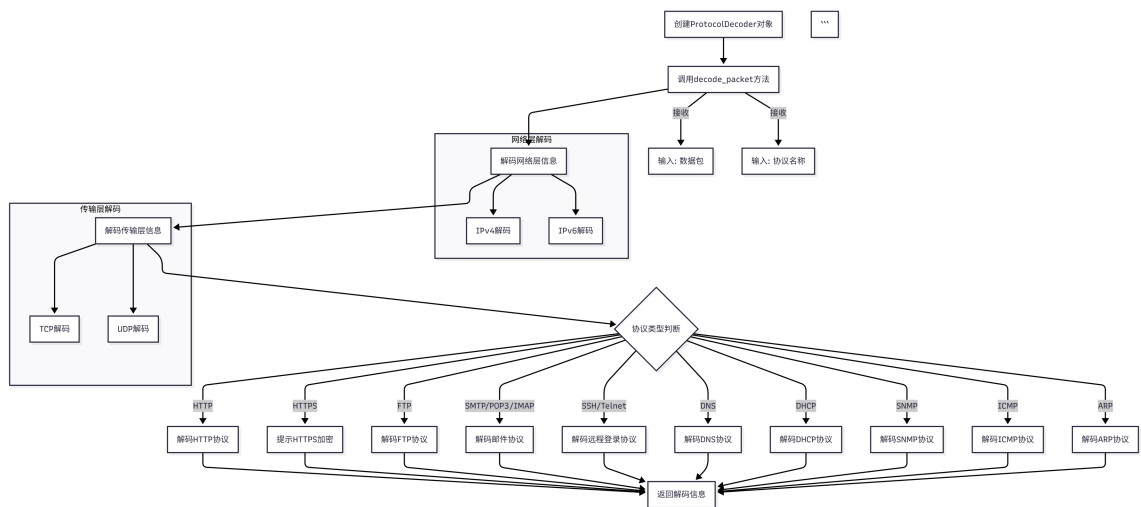 创建ProtocolDecoder对象
```
调用decode_packet方法
接收
接收
网络层解码
解码网络层信息
输入: 数据包
输入: 协议名称
传输层解码
解码传输层信息
IPv4解码
IPv6解码
TCP解码
UDP解码
协议类型判断
HTTP
HTTPS
FTP
SMTP/POP3/IMAP
SSH/Telnet
DNS
DHCP
SNMP
ICMP
ARP
解码HTTP协议
提示HTTPS加密
解码FTP协议
解码邮件协议
解码远程登录协议
解码DNS协议
解码DHCP协议
解码SNMP协议
解码ICMP协议
解码ARP协议
返回解码信息